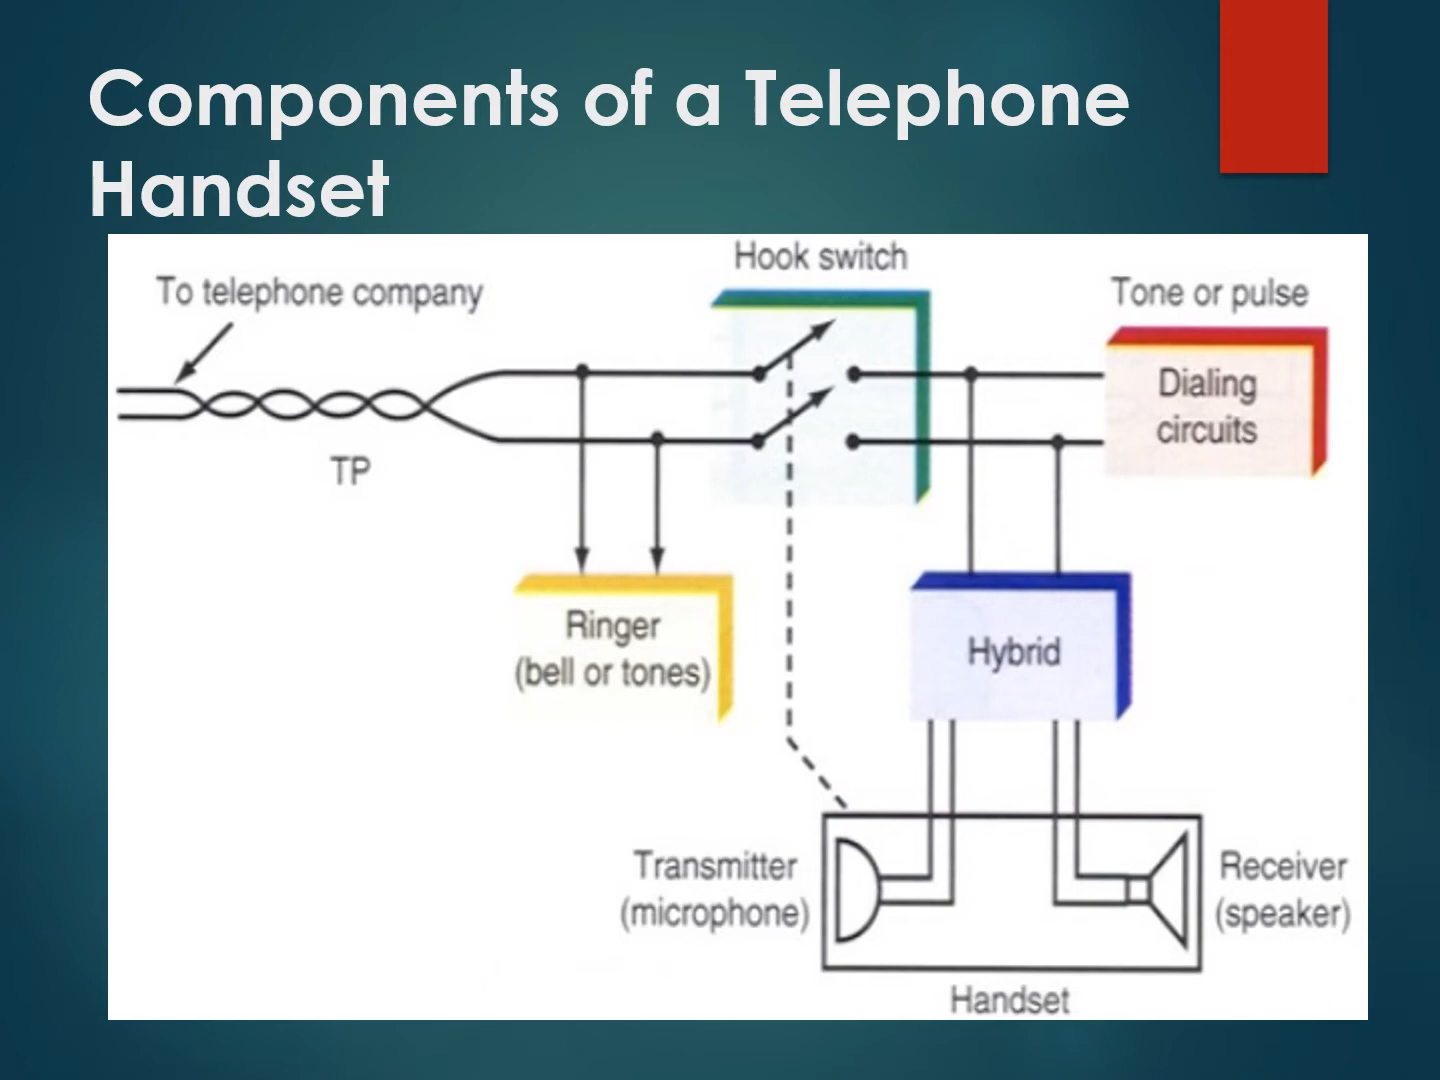 Components of a Telephone
Handset
Hook switch
To telephone company
Tone or pulse
Dialing
circuits
TP
Ringer
(bell or tones)
Hybrid
Transmitter
(microphone)
Receiver
(speaker)
Handset